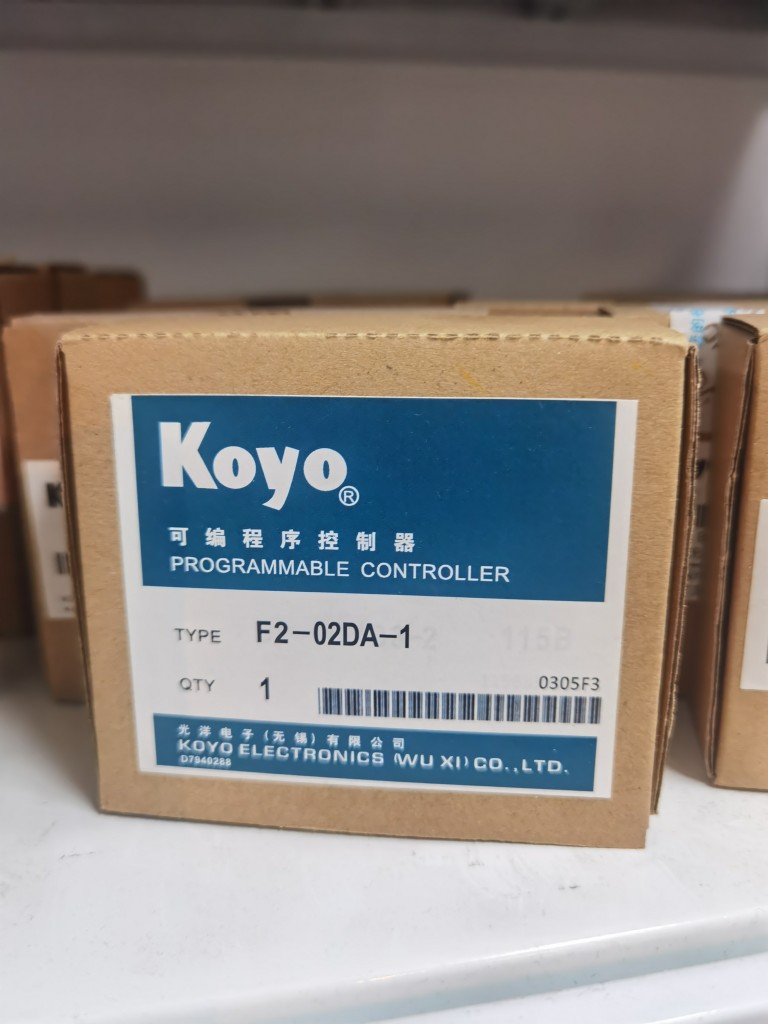 Koyo®
可编程序控制器
PROGRAMMABLE CONTROLLER
TYPE F2-02DA-1
QTY 1
0305F3
光洋电子(无锡)有限公司
KOYO ELECTRONICS (WU XI) CO.,LTD.
D7940288